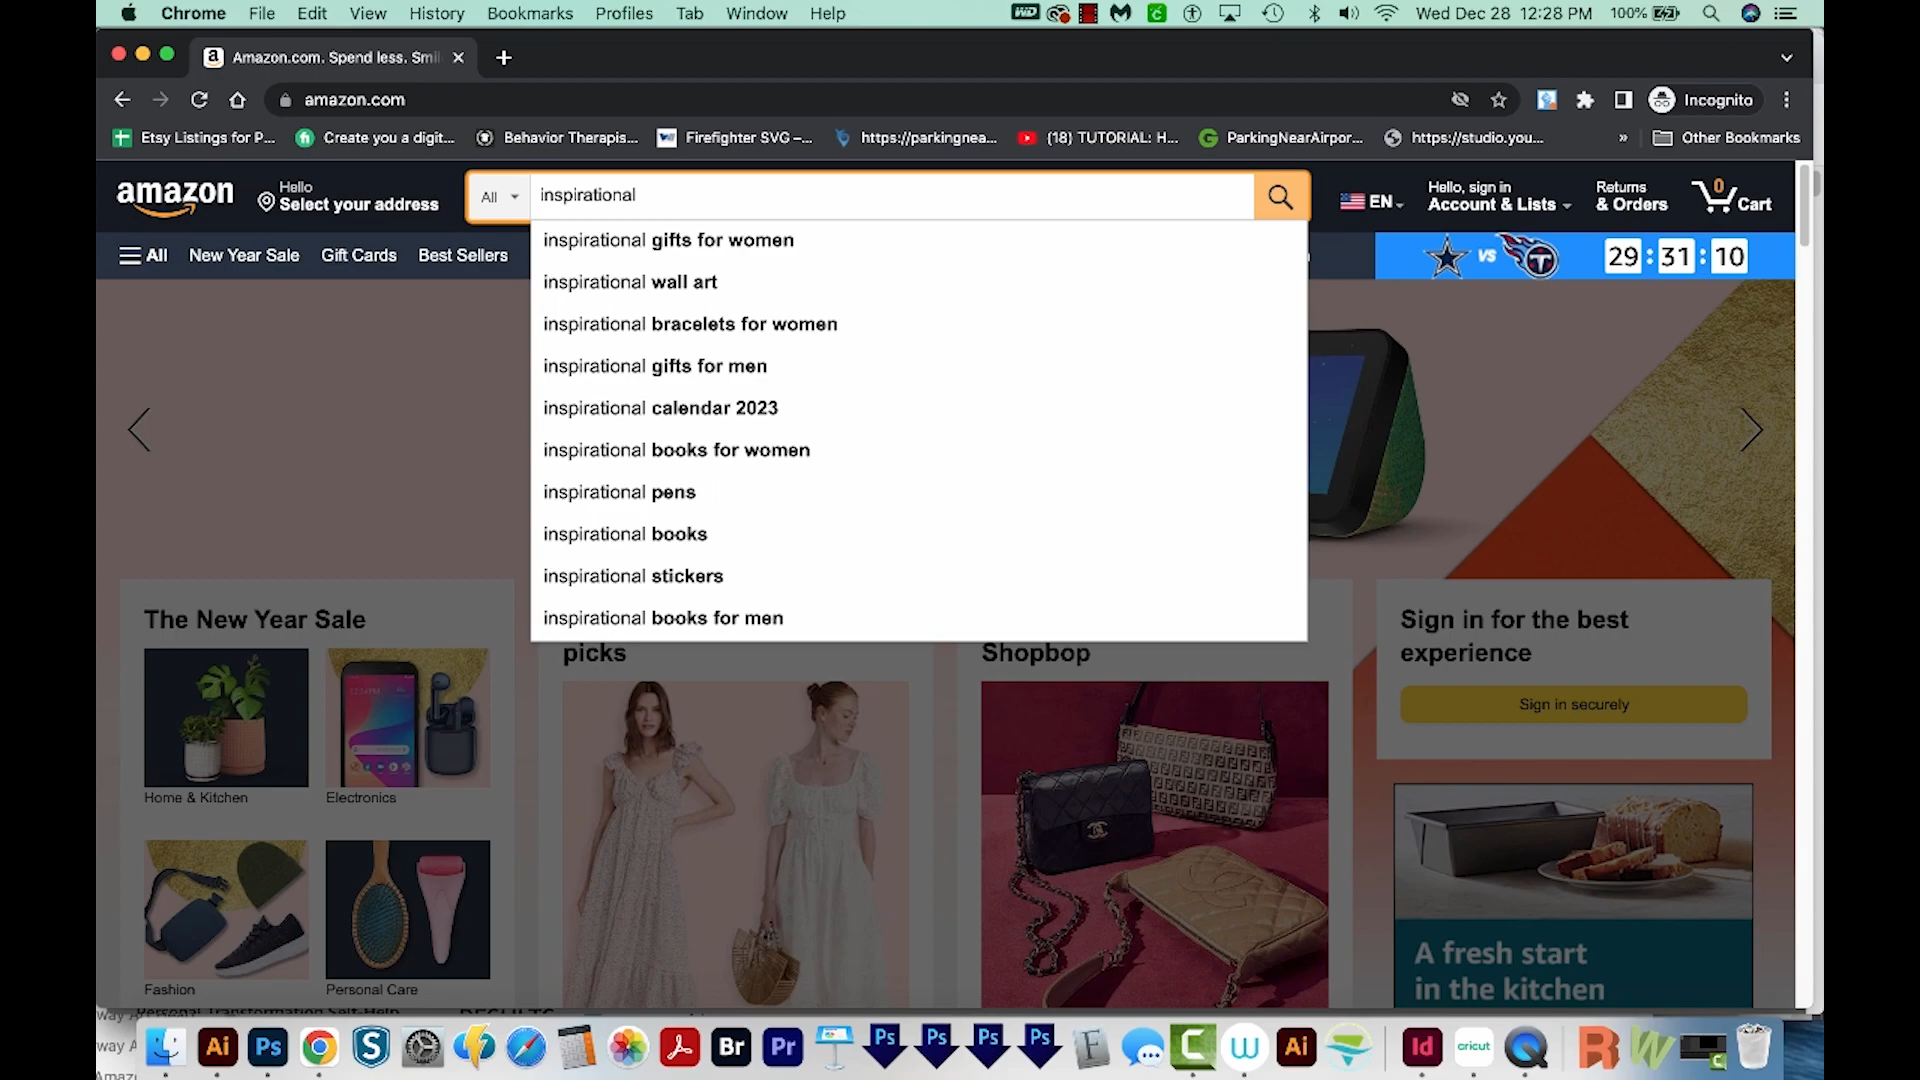 Chrome File Edit View History Bookmarks Profiles Tab Window Help
WD
Wed Dec 28 12:28 PM 100%
Amazon.com. Spend less. Smil
amazon.com
Incognito
Etsy Listings for P...
Create you a digit...
Behavior Therapis...
Firefighter SVG –...
https://parkingnea...
(18) TUTORIAL: H...
ParkingNearAirpor...
https://studio.you...
»
Other Bookmarks
amazon
Hello
Select your address
All
inspirational
EN
Hello, sign in
Account & Lists
Returns
& Orders
0
Cart
All
New Year Sale
Gift Cards
Best Sellers
VS
29 : 31 : 10
inspirational gifts for women
inspirational wall art
inspirational bracelets for women
inspirational gifts for men
inspirational calendar 2023
inspirational books for women
inspirational pens
inspirational books
inspirational stickers
inspirational books for men
The New Year Sale
Home & Kitchen
Electronics
Fashion
Personal Care
picks
Shopbop
Sign in for the best
experience
Sign in securely
A fresh start
in the kitchen
way A
Ai Ps S Br Pr Ps Ps Ps Ps F C Ai Id cricut